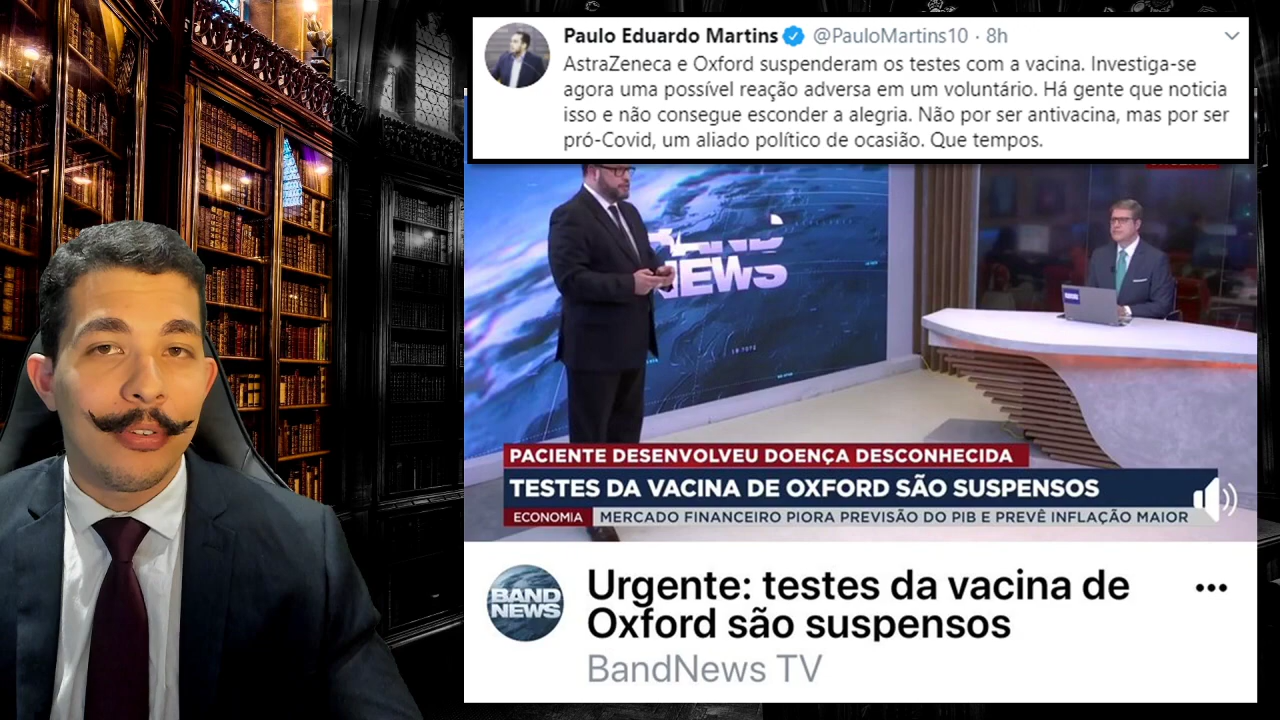 Paulo Eduardo Martins @PauloMartins10 · 8h
AstraZeneca e Oxford suspenderam os testes com a vacina. Investiga-se
agora uma possível reação adversa em um voluntário. Há gente que noticia
isso e não consegue esconder a alegria. Não por ser antivacina, mas por ser
pró-Covid, um aliado político de ocasião. Que tempos.
BAND
NEWS
PACIENTE DESENVOLVEU DOENÇA DESCONHECIDA
TESTES DA VACINA DE OXFORD SÃO SUSPENSOS
ECONOMIA MERCADO FINANCEIRO PIORA PREVISÃO DO PIB E PREVÊ INFLAÇÃO MAIOR
BAND
NEWS
Urgente: testes da vacina de
Oxford são suspensos
BandNews TV